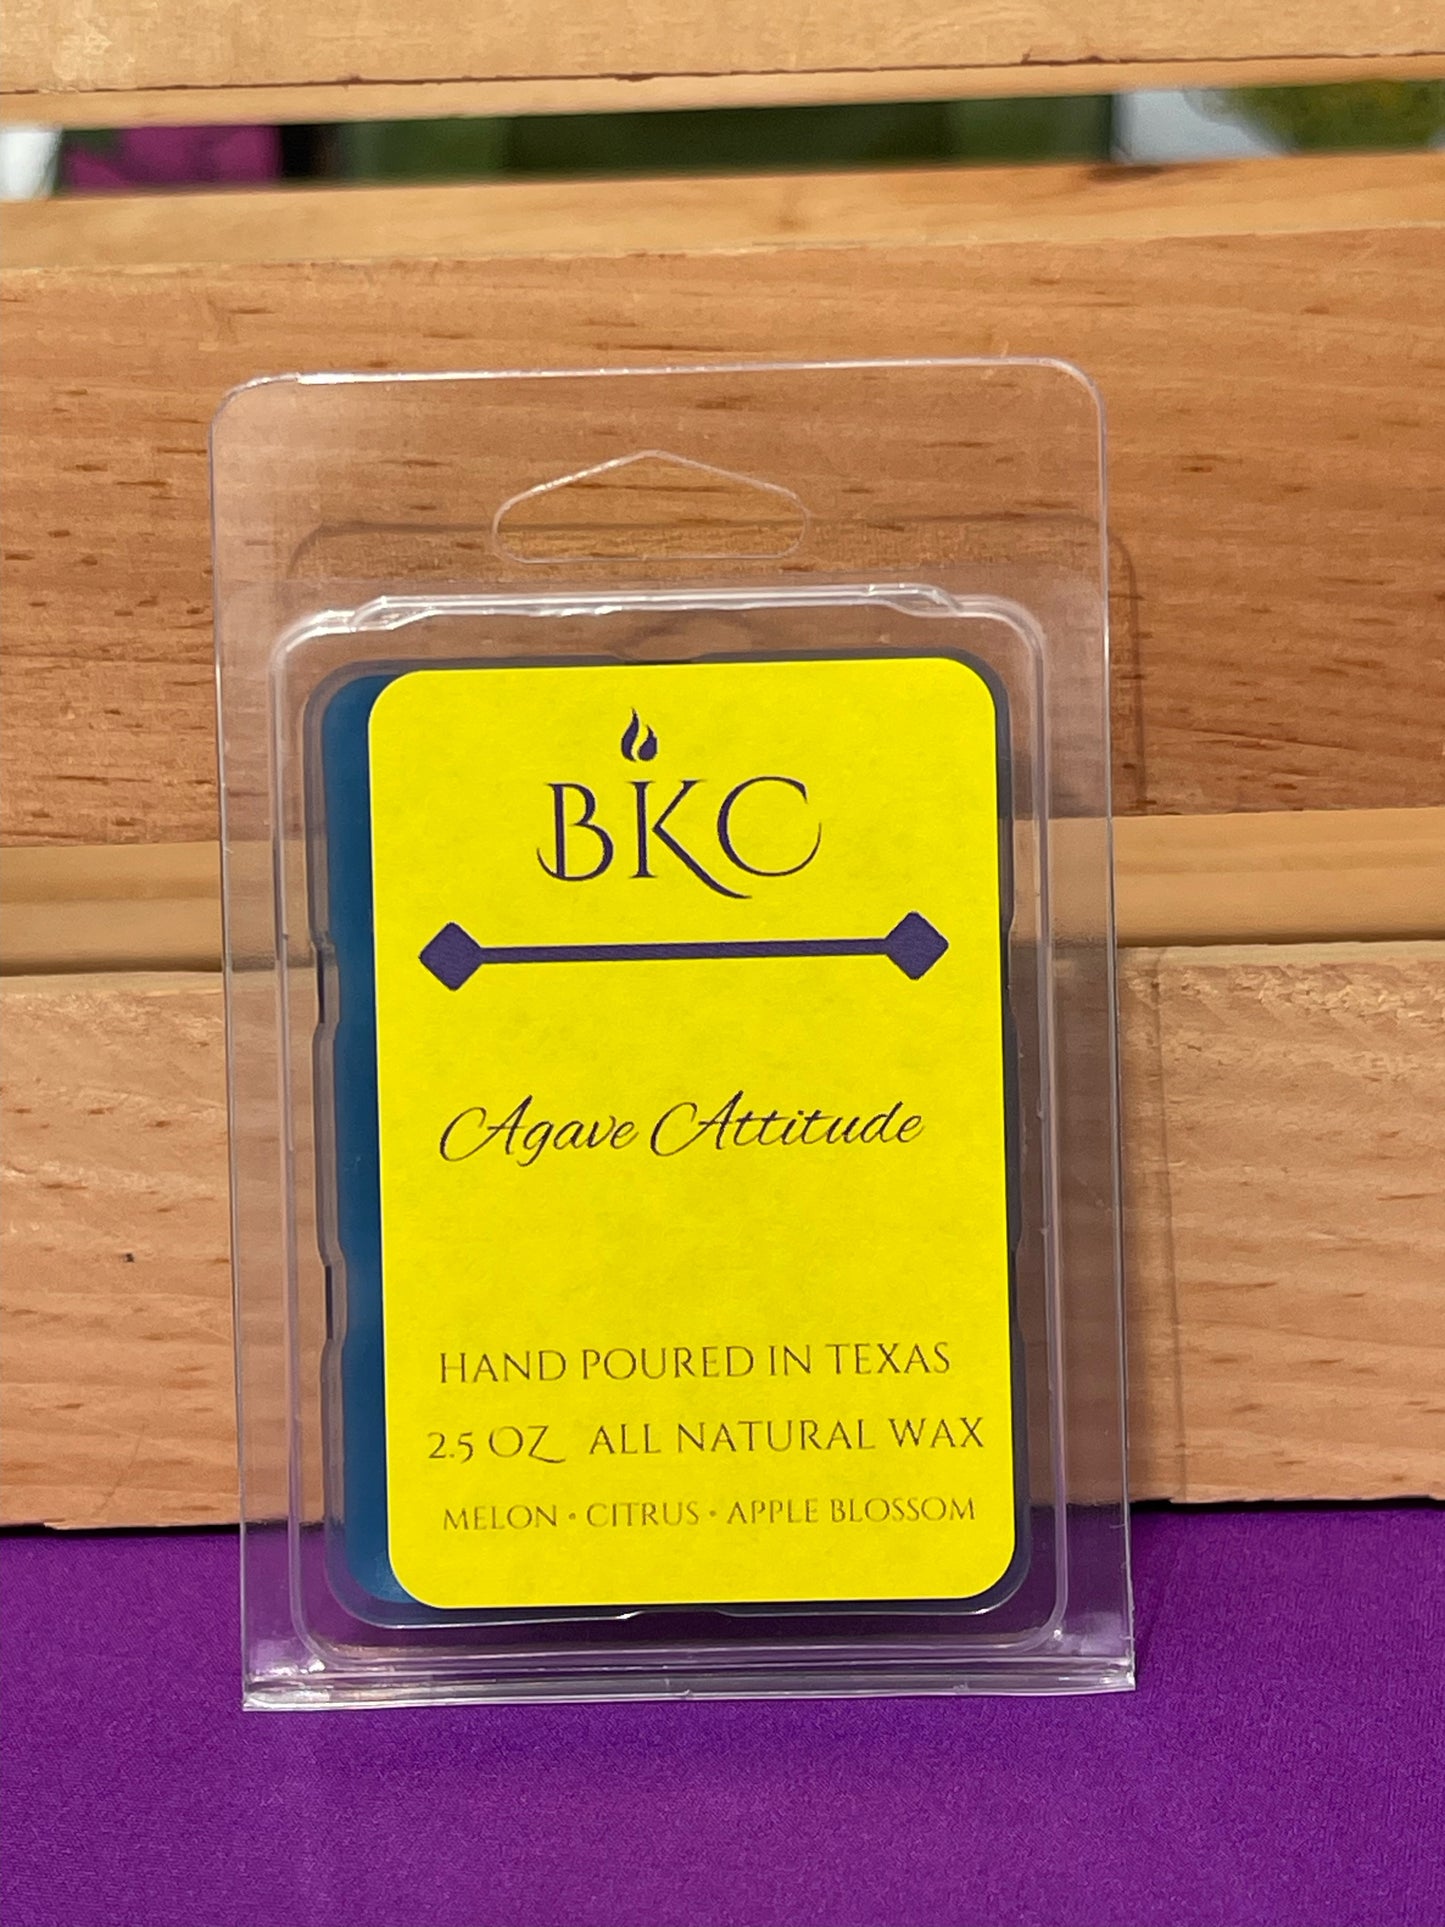 BKC
Agave Attitude
HAND POURED IN TEXAS
2.5 OZ ALL NATURAL WAX
MELON • CITRUS • APPLE BLOSSOM